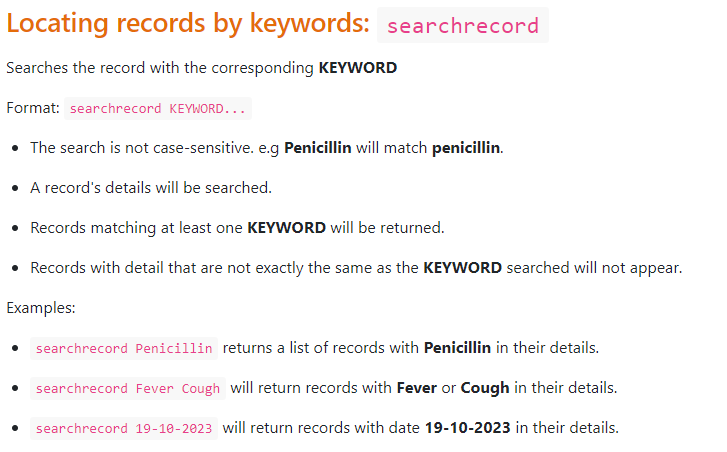 Locating records by keywords: searchrecord
Searches the record with the corresponding KEYWORD
Format: searchrecord KEYWORD...
• The search is not case-sensitive. e.g Penicillin will match penicillin.
• A record's details will be searched.
• Records matching at least one KEYWORD will be returned.
• Records with detail that are not exactly the same as the KEYWORD searched will not appear.
Examples:
• searchrecord Penicillin returns a list of records with Penicillin in their details.
• searchrecord Fever Cough will return records with Fever or Cough in their details.
• searchrecord 19-10-2023 will return records with date 19-10-2023 in their details.